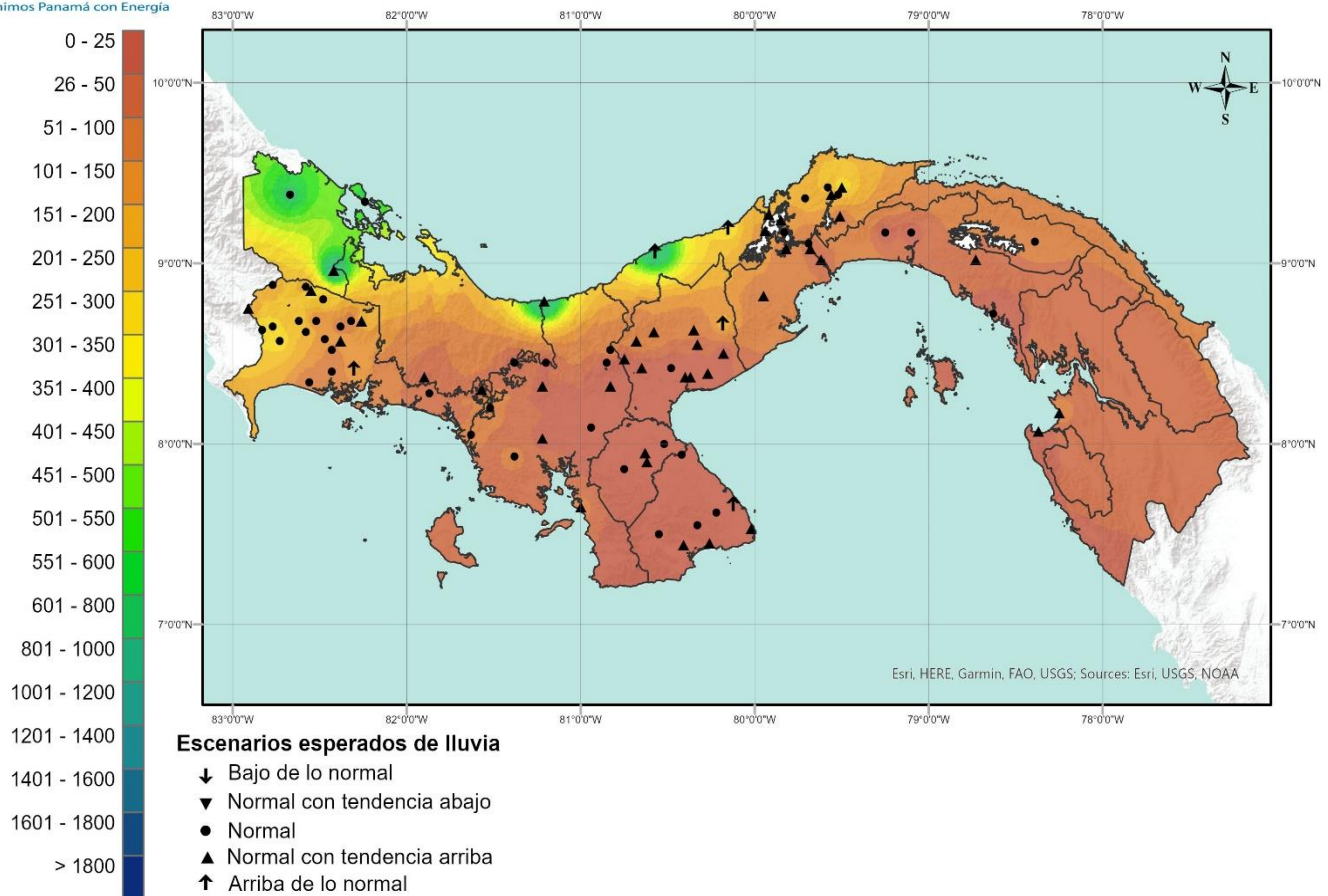 Panamá con Energía
83°0'0"W 82°0'0"W 81°0'0"W 80°0'0"W 79°0'0"W 78°0'0"W
0 - 25
26 - 50
51 - 100
101 - 150
151 - 200
201 - 250
251 - 300
301 - 350
351 - 400
401 - 450
451 - 500
501 - 550
551 - 600
601 - 800
801 - 1000
1001 - 1200
1201 - 1400
1401 - 1600
1601 - 1800
> 1800
10°0'0"N 10°0'0"N
9°0'0"N 9°0'0"N
8°0'0"N 8°0'0"N
7°0'0"N 7°0'0"N
N
W E
S
Esri, HERE, Garmin, FAO, USGS; Sources: Esri, USGS, NOAA
83°0'0"W 82°0'0"W 81°0'0"W 80°0'0"W 79°0'0"W 78°0'0"W
Escenarios esperados de lluvia
Bajo de lo normal
Normal con tendencia abajo
Normal
Normal con tendencia arriba
Arriba de lo normal